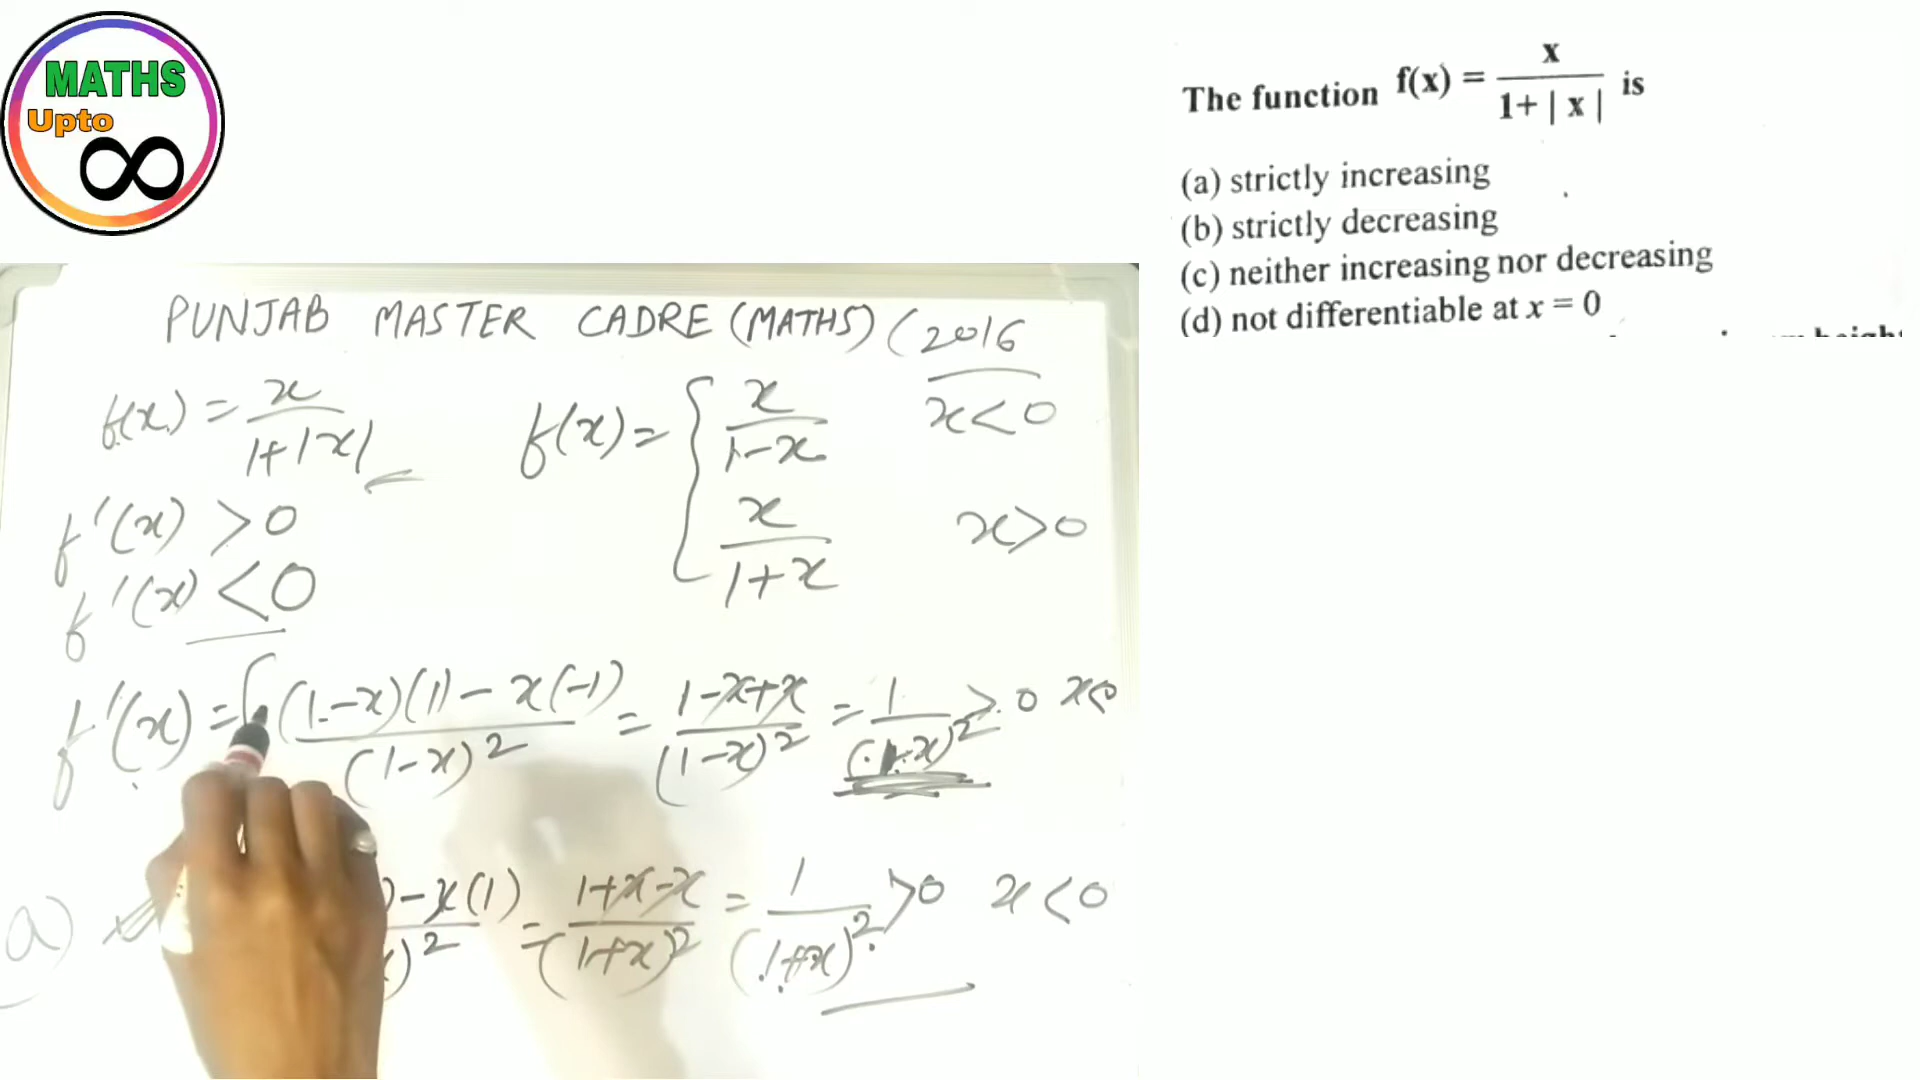 MATHS
Upto
∞
The function f(x) = x / 1+ | x | is
(a) strictly increasing
(b) strictly decreasing
(c) neither increasing nor decreasing
(d) not differentiable at x = 0
PUNJAB MASTER CADRE (MATHS) (2016
f(x) = x / 1+|x|
f(x) = { x / 1-x x<0
x / 1+x x>0
f'(x) >0
f'(x) <0
f'(x) = { (1-x)(1) - x(-1) / (1-x)² = 1-x+x / (1-x)² = 1 / (1-x)² > 0 x<0
a) ) -x(1) / x)² = 1+x-x / (1+x)² = 1 / (1+x)² >0 x<0